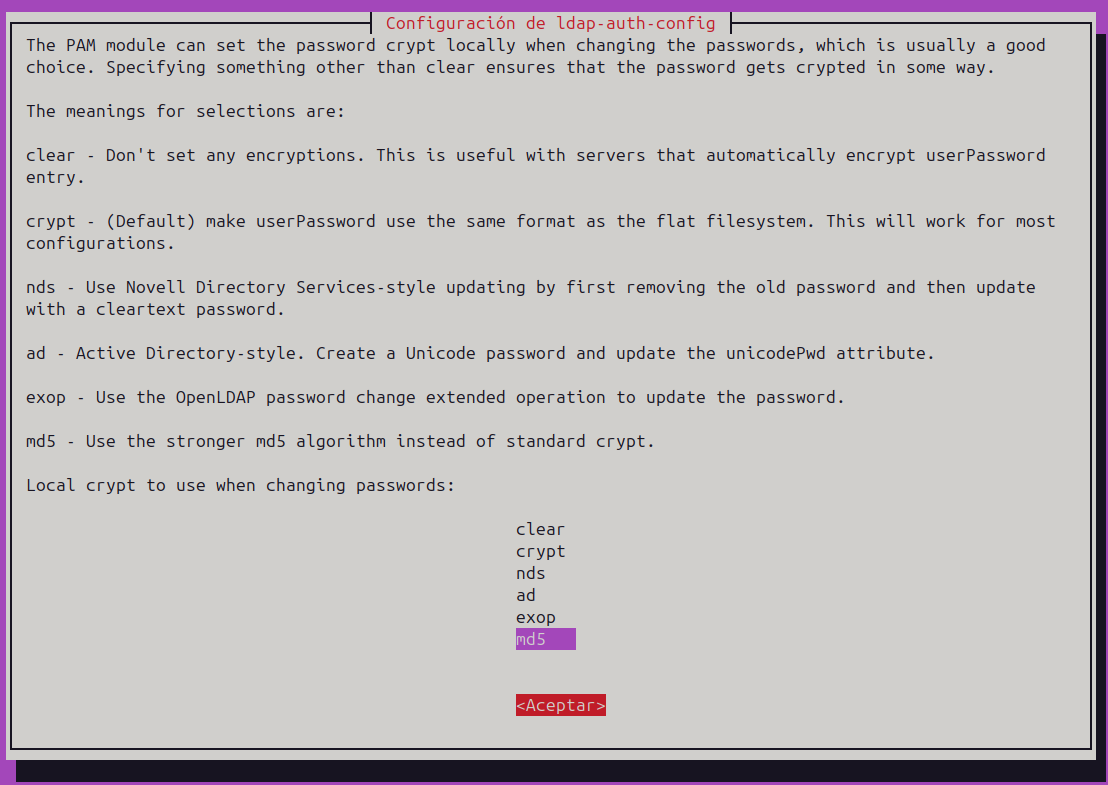 Configuración de ldap-auth-config
The PAM module can set the password crypt locally when changing the passwords, which is usually a good
choice. Specifying something other than clear ensures that the password gets crypted in some way.
The meanings for selections are:
clear - Don't set any encryptions. This is useful with servers that automatically encrypt userPassword
entry.
crypt - (Default) make userPassword use the same format as the flat filesystem. This will work for most
configurations.
nds - Use Novell Directory Services-style updating by first removing the old password and then update
with a cleartext password.
ad - Active Directory-style. Create a Unicode password and update the unicodePwd attribute.
exop - Use the OpenLDAP password change extended operation to update the password.
md5 - Use the stronger md5 algorithm instead of standard crypt.
Local crypt to use when changing passwords:
clear
crypt
nds
ad
exop
md5
<Aceptar>